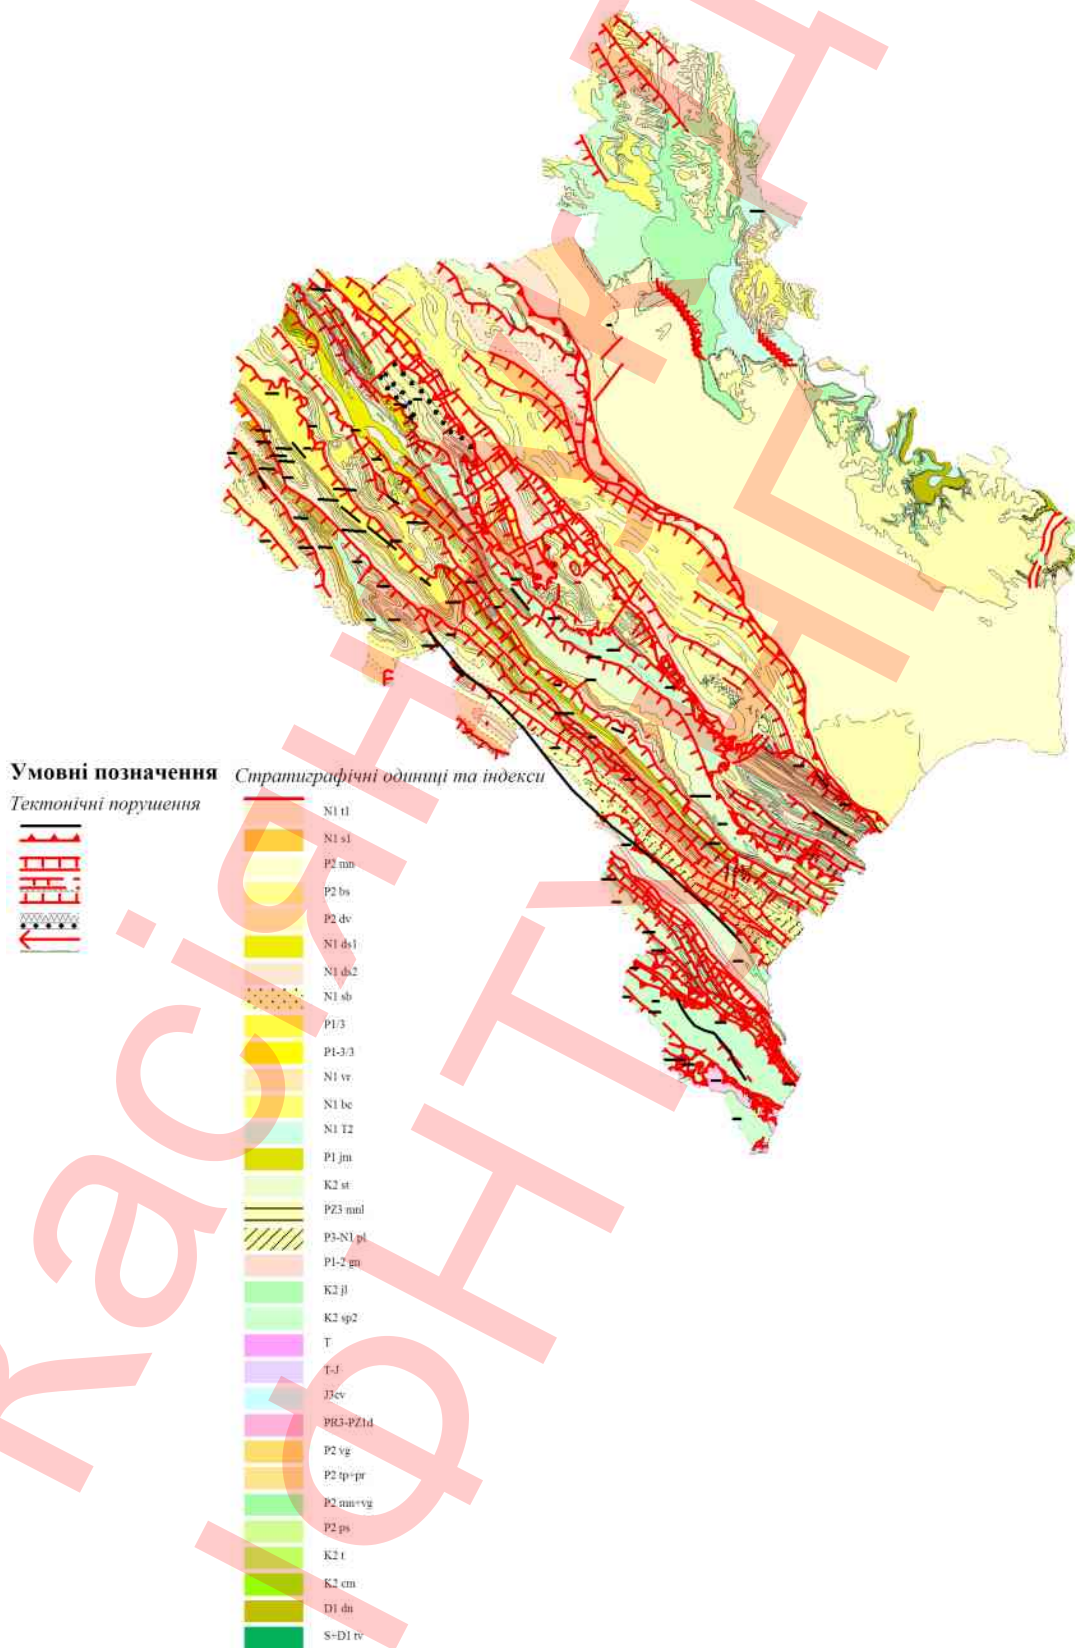 Умовні позначення
Стратиграфічні одиниці та індекси
Тектонічні порушення
N1 t1
N1 s1
P2 mn
P2 bs
P2 dv
N1 ds1
N1 ds2
N1 sb
P1/3
P1-3/3
N1 vr
N1 bc
N1 T2
P1 jm
K2 st
PZ3 mnl
P3-N1 pl
P1-2 gn
K2 jl
K2 sp2
T
T-J
J3cv
PR3-PZ1d
P2 vg
P2 tp+pr
P2 mn+vg
P2 ps
K2 t
K2 cm
D1 dn
S+D1 tv